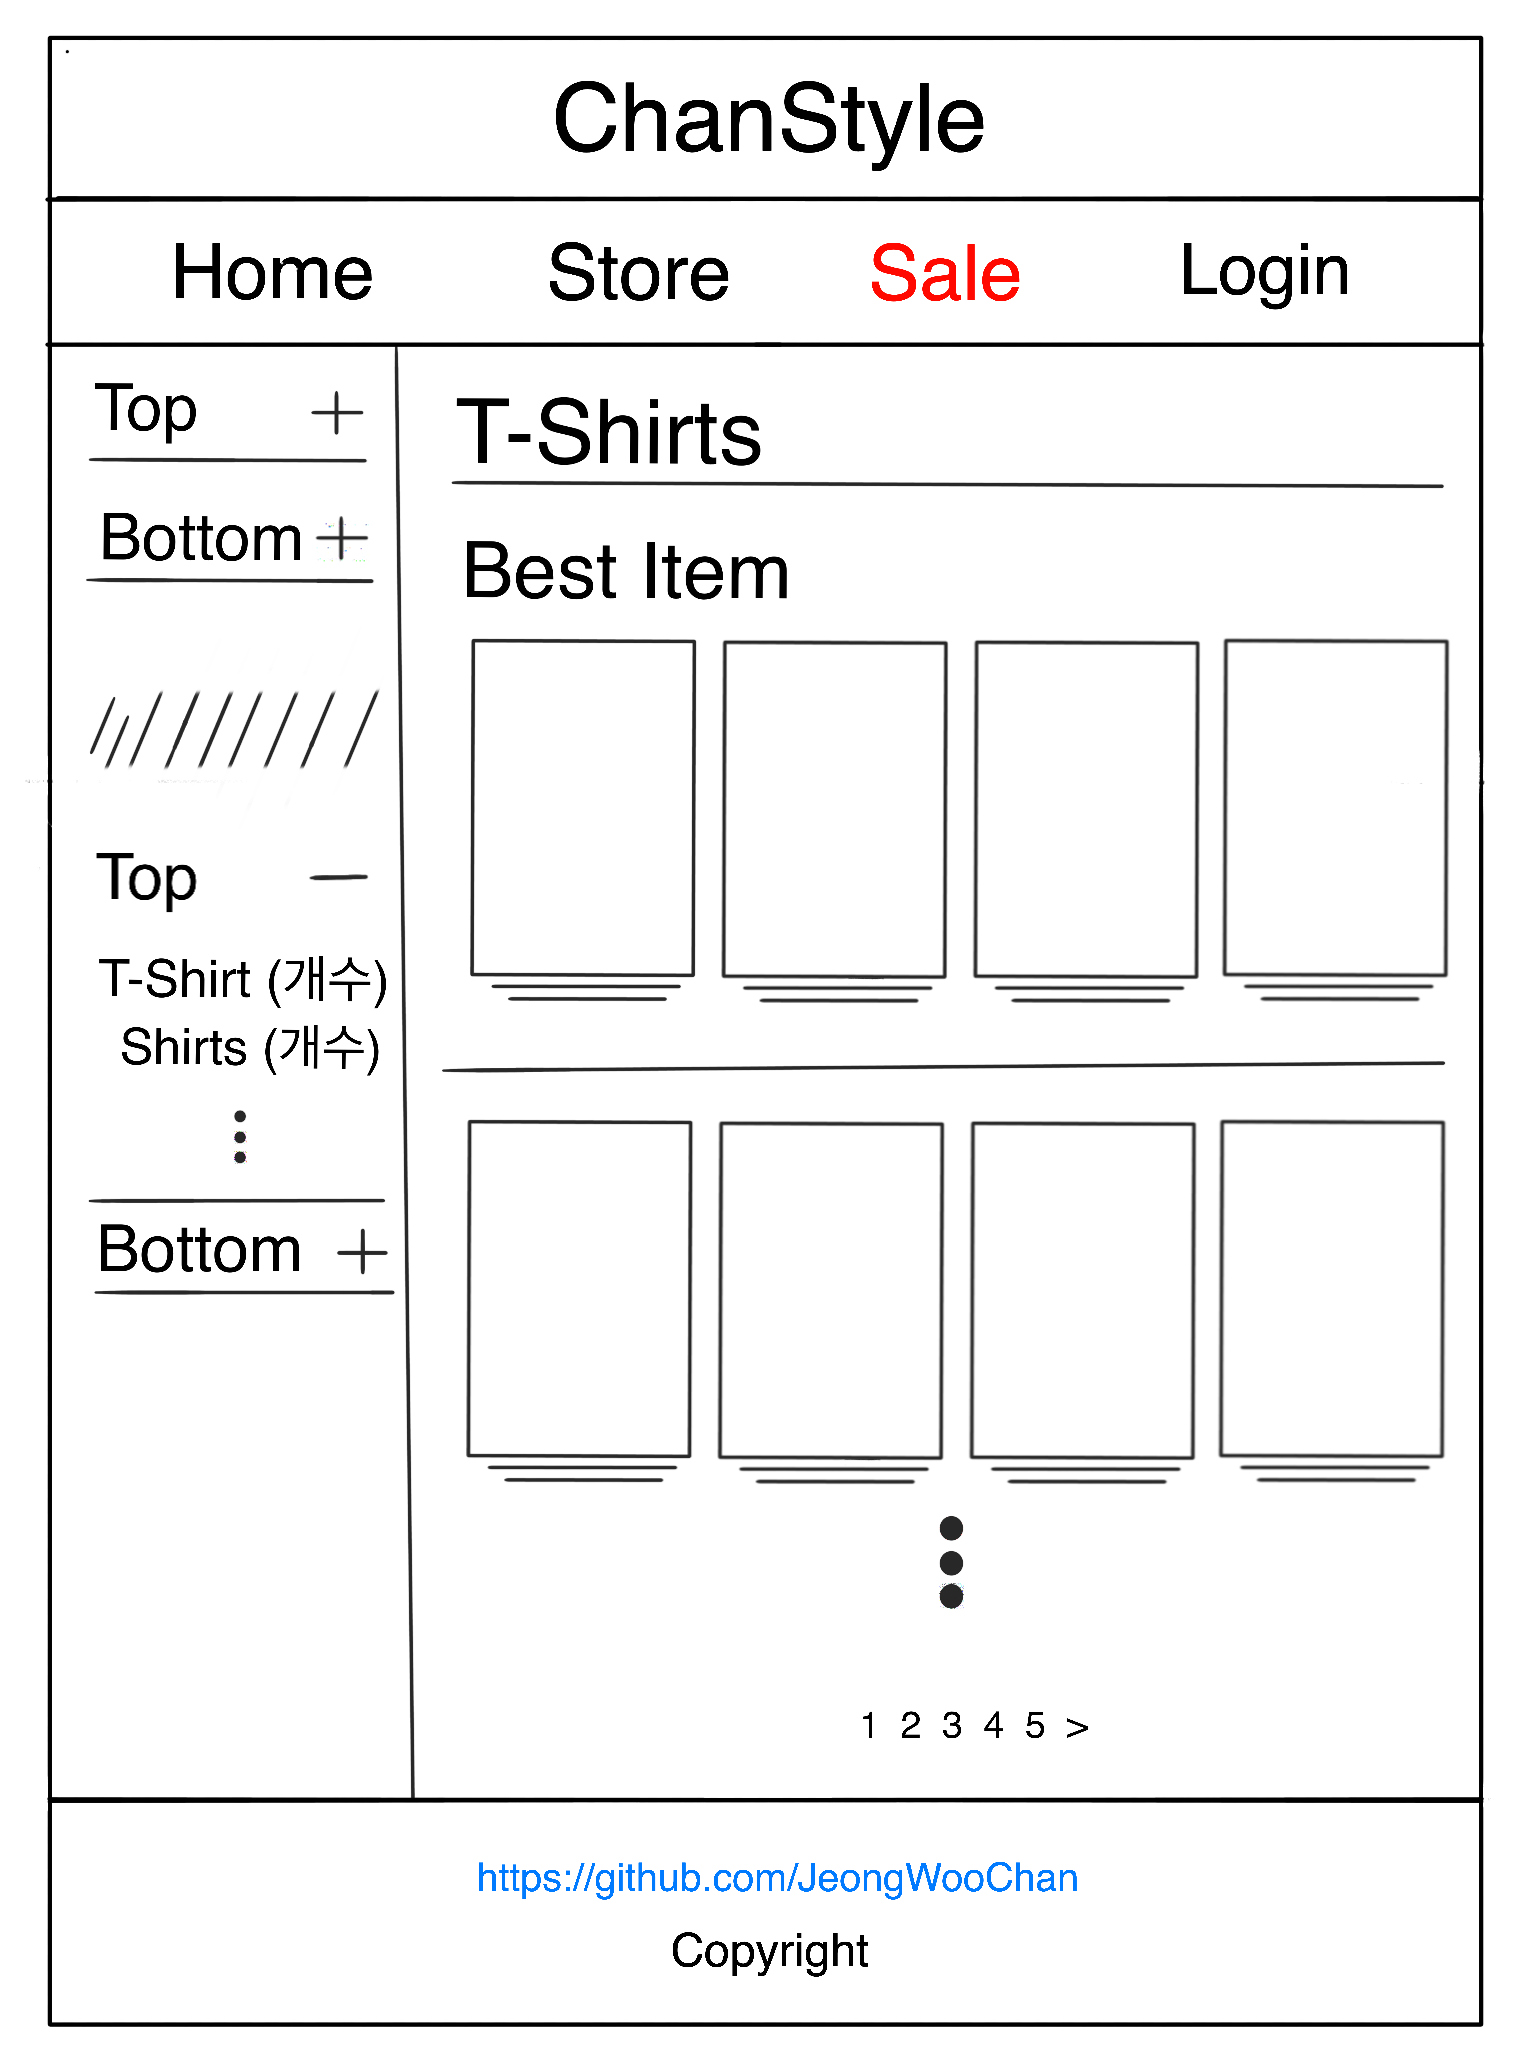 ChanStyle
Home Store Sale Login
Top +
Bottom +
Top —
T-Shirt (개수)
Shirts (개수)
Bottom +
T-Shirts
Best Item
1 2 3 4 5 >
https://github.com/JeongWooChan
Copyright